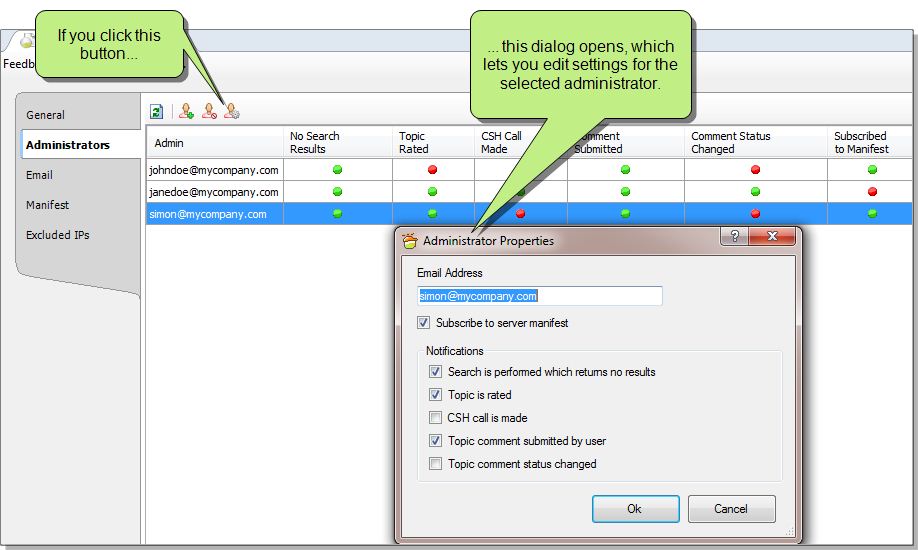 If you click this
button...
... this dialog opens, which
lets you edit settings for the
selected administrator.
General
Administrators
Email
Manifest
Excluded IPs
Admin
No Search
Results
Topic
Rated
CSH Call
Made
Submitted
Comment Status
Changed
Subscribed
to Manifest
johndoe@mycompany.com
janedoe@mycompany.com
simon@mycompany.com
Administrator Properties
?
Email Address
simon@mycompany.com
Subscribe to server manifest
Notifications
Search is performed which returns no results
Topic is rated
CSH call is made
Topic comment submitted by user
Topic comment status changed
Ok
Cancel